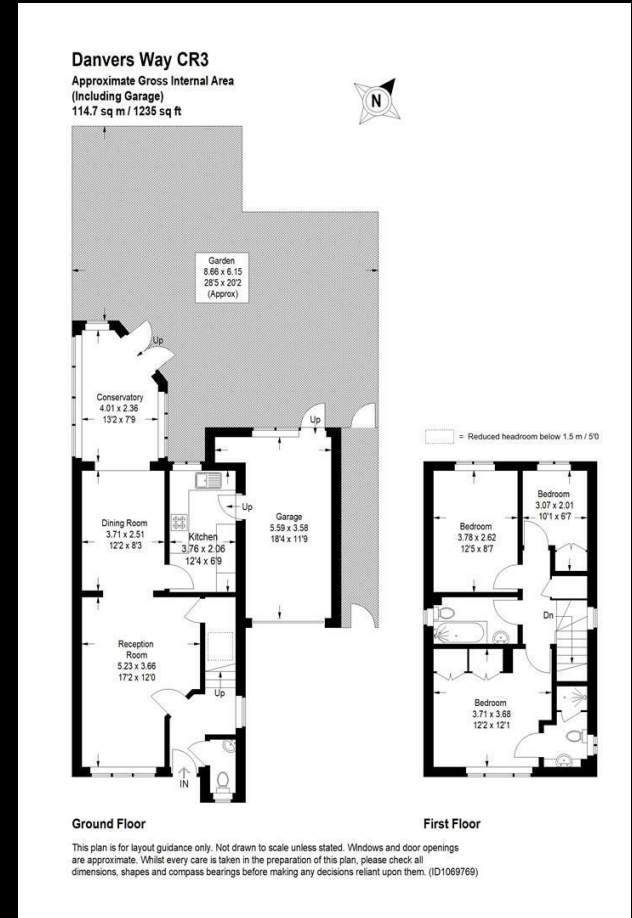 Danvers Way CR3
Approximate Gross Internal Area
(Including Garage)
114.7 sq m / 1235 sq ft
N
Garden
8.66 x 6.15
28'5 x 20'2
(Approx)
Up
Conservatory
4.01 x 2.36
13'2 x 7'9
Up
= Reduced headroom below 1.5 m / 5'0
Dining Room
3.71 x 2.51
12'2 x 8'3
Kitchen
3.76 x 2.06
12'4 x 6'9
Up
Garage
5.59 x 3.58
18'4 x 11'9
Bedroom
3.78 x 2.62
12'5 x 8'7
Bedroom
3.07 x 2.01
10'1 x 6'7
Dn
Reception
Room
5.23 x 3.66
17'2 x 12'0
Up
Bedroom
3.71 x 3.68
12'2 x 12'1
IN
Ground Floor
First Floor
This plan is for layout guidance only. Not drawn to scale unless stated. Windows and door openings
are approximate. Whilst every care is taken in the preparation of this plan, please check all
dimensions, shapes and compass bearings before making any decisions reliant upon them. (ID1069769)